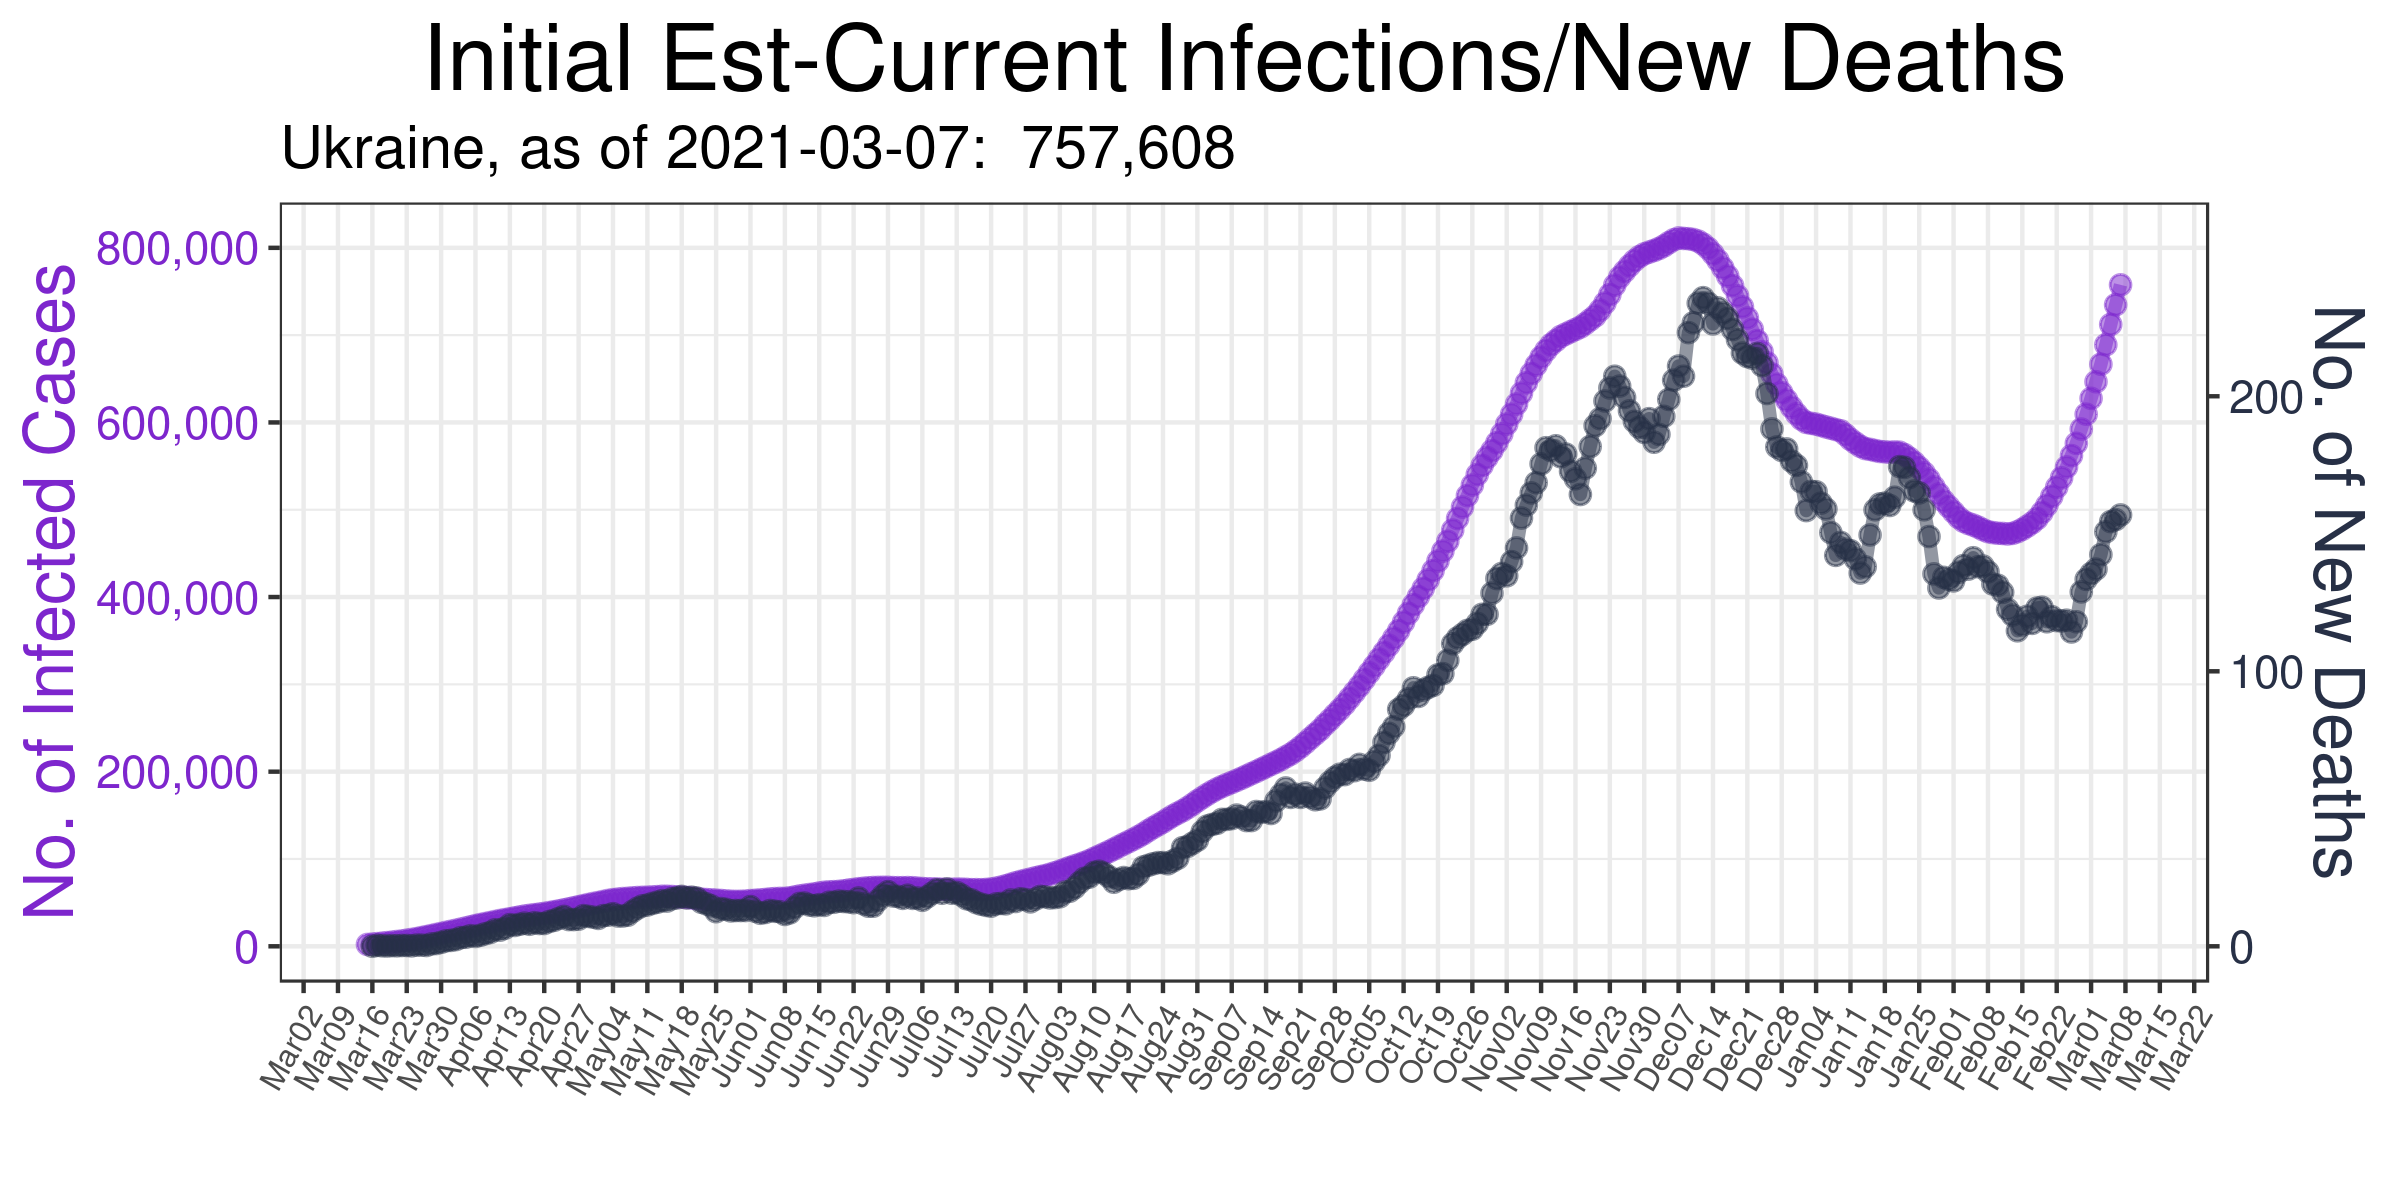 Initial Est-Current Infections/New Deaths
Ukraine, as of 2021-03-07:  757,608
No. of Infected Cases
800,000
600,000
400,000
200,000
0
200
100
0
No. of New Deaths
Mar02
Mar09
Mar16
Mar23
Mar30
Apr06
Apr13
Apr20
Apr27
May04
May11
May18
May25
Jun01
Jun08
Jun15
Jun22
Jun29
Jul06
Jul13
Jul20
Jul27
Aug03
Aug10
Aug17
Aug24
Aug31
Sep07
Sep14
Sep21
Sep28
Oct05
Oct12
Oct19
Oct26
Nov02
Nov09
Nov16
Nov23
Nov30
Dec07
Dec14
Dec21
Dec28
Jan04
Jan11
Jan18
Jan25
Feb01
Feb08
Feb15
Feb22
Mar01
Mar08
Mar15
Mar22